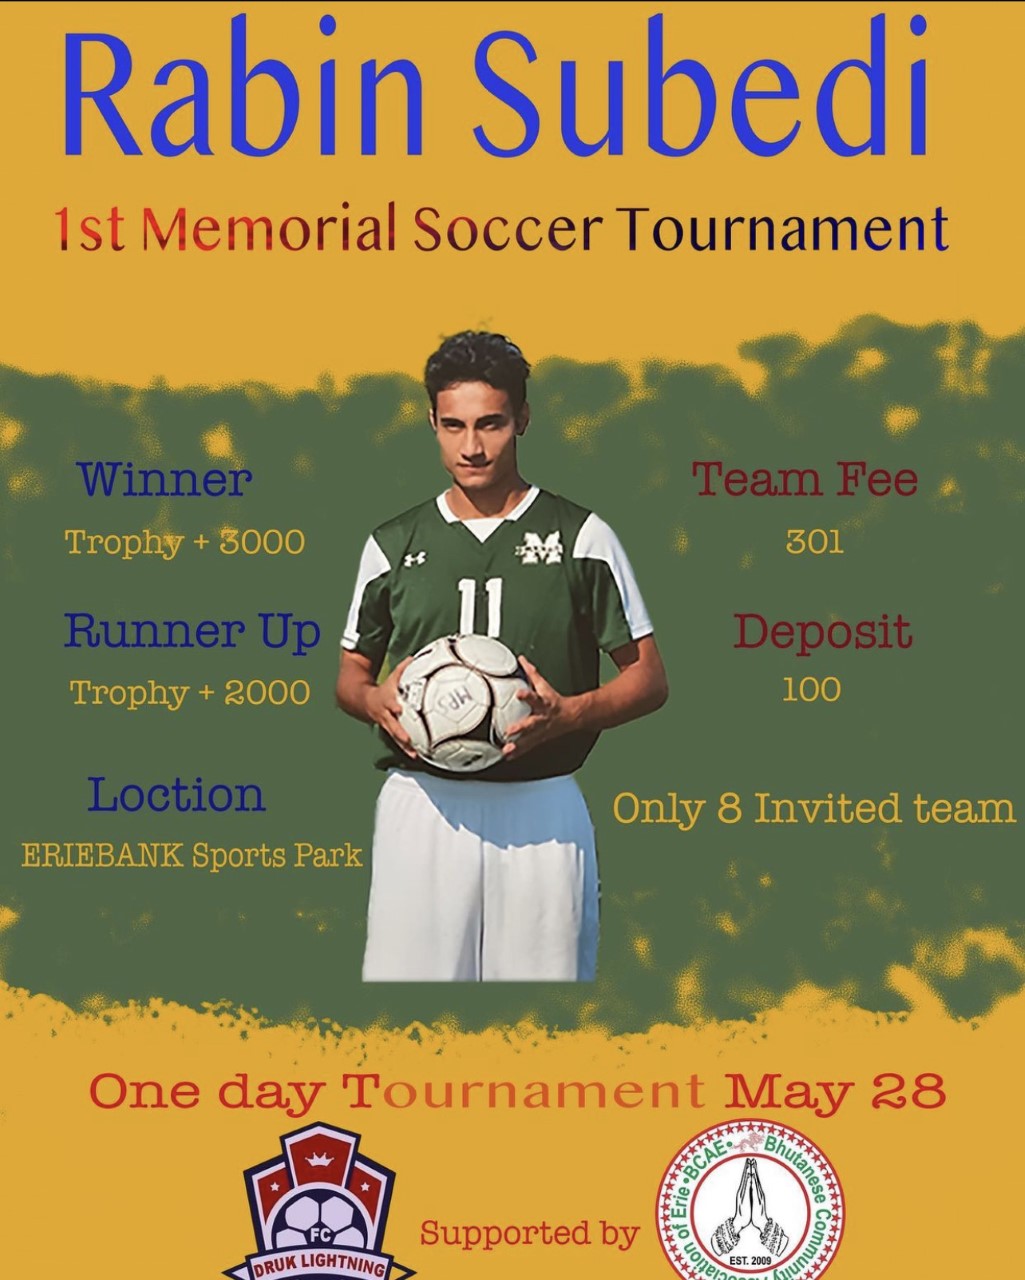 Rabin Subedi
1st Memorial Soccer Tournament
Winner
Trophy + 3000
Runner Up
Trophy + 2000
Loction
ERIEBANK Sports Park
Team Fee
301
Deposit
100
Only 8 Invited team
M
11
MPS
One day Tournament May 28
FC
DRUK LIGHTNING
Supported by
BCAE • Bhutanese Community Association of Erie •
EST. 2009